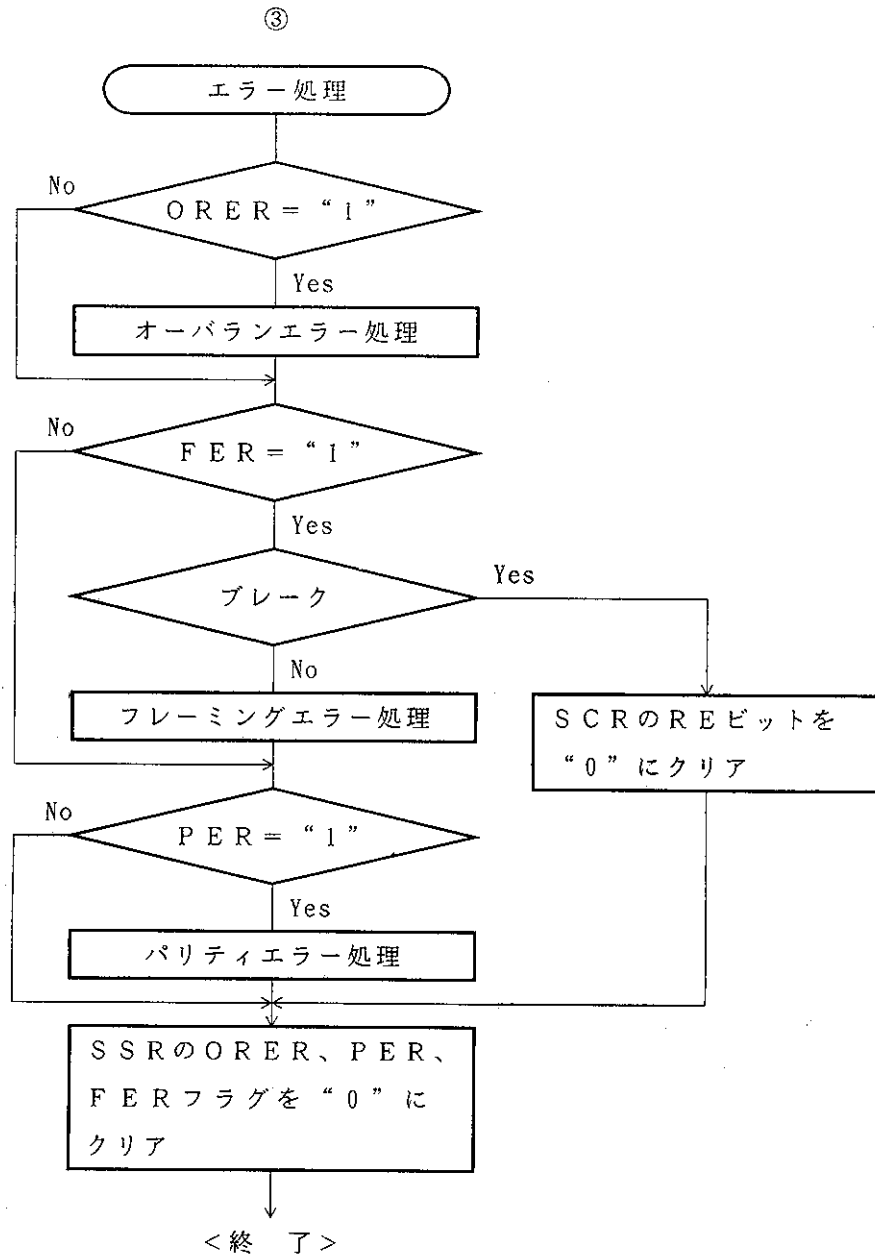 ③
エラー処理
No
ORER=“1”
Yes
オーバランエラー処理
No
FER=“1”
Yes
ブレーク
Yes
No
フレーミングエラー処理
SCRのREビットを
“0”にクリア
No
PER=“1”
Yes
パリティエラー処理
SSRのORER、PER、
FERフラグを“0”に
クリア
<終 了>